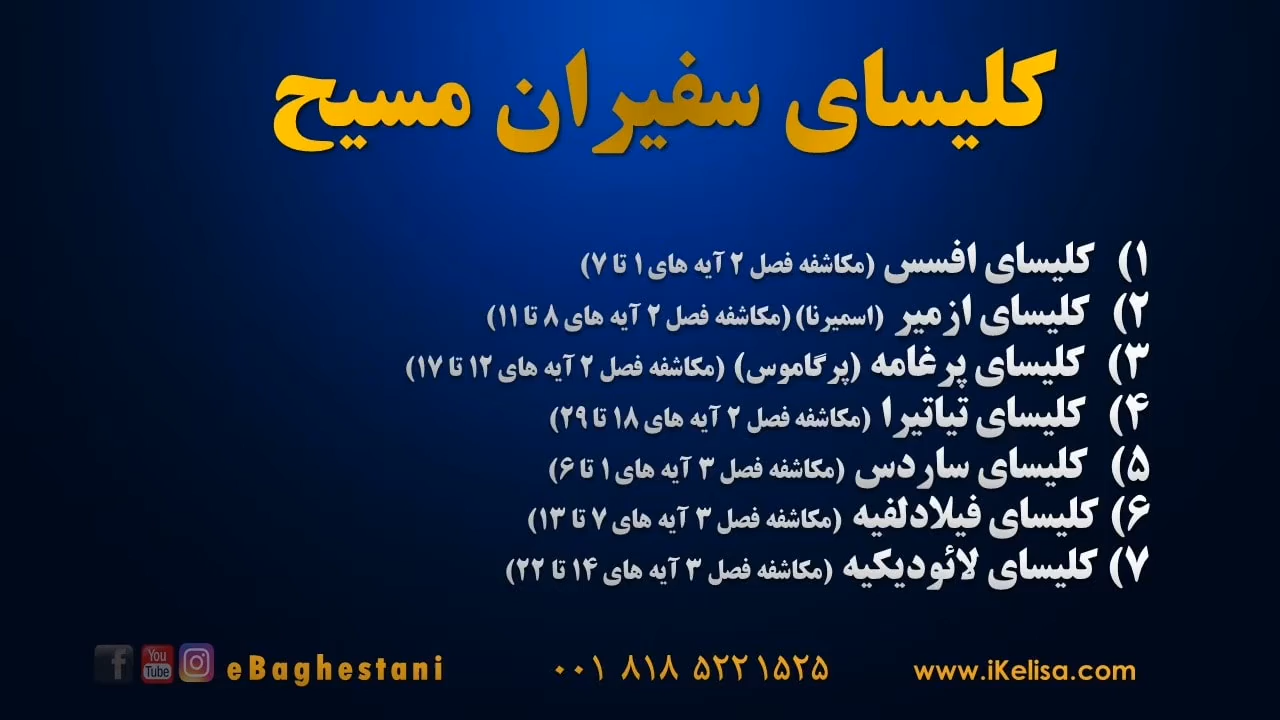 کلیسای سفیران مسیح
۱) کلیسای افسس (مکاشفه فصل ۲ آیه های ۱ تا ۷)
۲) کلیسای ازمیر (اسمیرنا) (مکاشفه فصل ۲ آیه های ۸ تا ۱۱)
۳) کلیسای پرغامه (پرگاموس) (مکاشفه فصل ۲ آیه های ۱۲ تا ۱۷)
۴) کلیسای تیاتیرا (مکاشفه فصل ۲ آیه های ۱۸ تا ۲۹)
۵) کلیسای ساردس (مکاشفه فصل ۳ آیه های ۱ تا ۶)
۶) کلیسای فیلادلفیه (مکاشفه فصل ۳ آیه های ۷ تا ۱۳)
۷) کلیسای لائودیکیه (مکاشفه فصل ۳ آیه های ۱۴ تا ۲۲)
f You Tube eBaghestani ۰۰۱ ۸۱۸ ۵۲۲۱۵۲۵ www.iKelisa.com